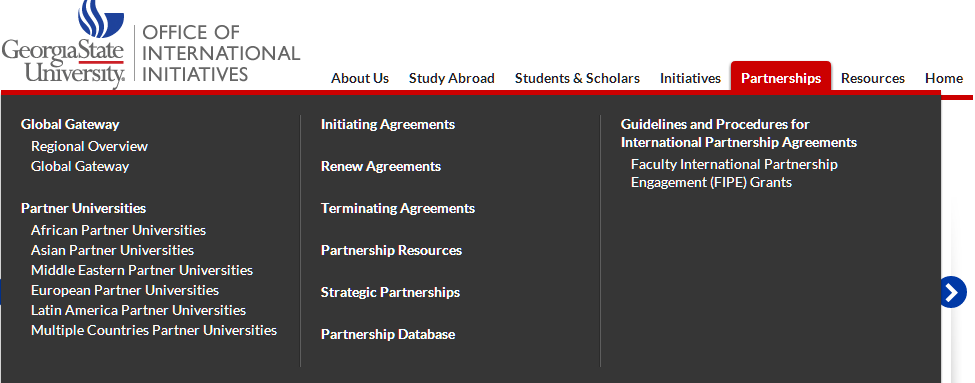 GeorgiaState
University.
OFFICE OF
INTERNATIONAL
INITIATIVES
About Us Study Abroad Students & Scholars Initiatives Partnerships Resources Home
Global Gateway
Regional Overview
Global Gateway
Partner Universities
African Partner Universities
Asian Partner Universities
Middle Eastern Partner Universities
European Partner Universities
Latin America Partner Universities
Multiple Countries Partner Universities
Initiating Agreements
Renew Agreements
Terminating Agreements
Partnership Resources
Strategic Partnerships
Partnership Database
Guidelines and Procedures for
International Partnership Agreements
Faculty International Partnership
Engagement (FIPE) Grants